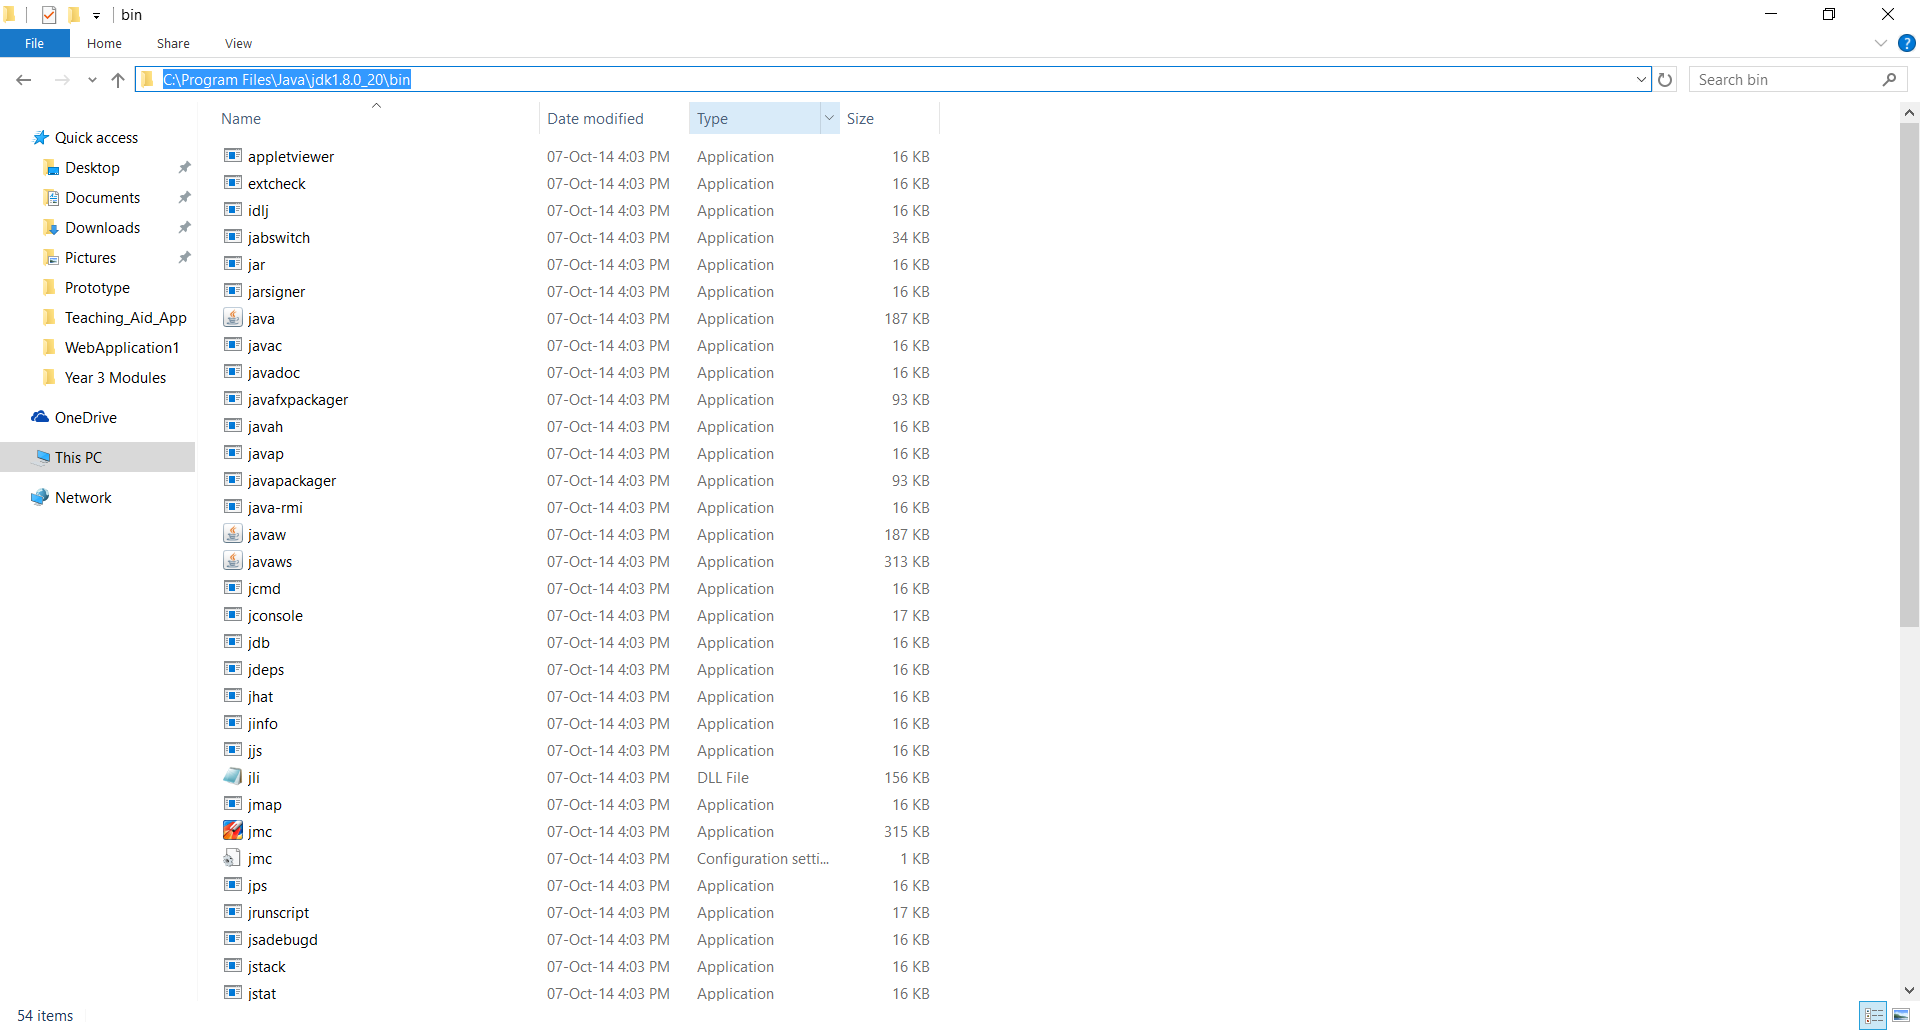 bin
File Home Share View
C:\Program Files\Java\jdk1.8.0_20\bin Search bin
Name Date modified Type Size
Quick access
Desktop
Documents
Downloads
Pictures
Prototype
Teaching_Aid_App
WebApplication1
Year 3 Modules
OneDrive
This PC
Network
appletviewer 07-Oct-14 4:03 PM Application 16 KB
extcheck 07-Oct-14 4:03 PM Application 16 KB
idlj 07-Oct-14 4:03 PM Application 16 KB
jabswitch 07-Oct-14 4:03 PM Application 34 KB
jar 07-Oct-14 4:03 PM Application 16 KB
jarsigner 07-Oct-14 4:03 PM Application 16 KB
java 07-Oct-14 4:03 PM Application 187 KB
javac 07-Oct-14 4:03 PM Application 16 KB
javadoc 07-Oct-14 4:03 PM Application 16 KB
javafxpackager 07-Oct-14 4:03 PM Application 93 KB
javah 07-Oct-14 4:03 PM Application 16 KB
javap 07-Oct-14 4:03 PM Application 16 KB
javapackager 07-Oct-14 4:03 PM Application 93 KB
java-rmi 07-Oct-14 4:03 PM Application 16 KB
javaw 07-Oct-14 4:03 PM Application 187 KB
javaws 07-Oct-14 4:03 PM Application 313 KB
jcmd 07-Oct-14 4:03 PM Application 16 KB
jconsole 07-Oct-14 4:03 PM Application 17 KB
jdb 07-Oct-14 4:03 PM Application 16 KB
jdeps 07-Oct-14 4:03 PM Application 16 KB
jhat 07-Oct-14 4:03 PM Application 16 KB
jinfo 07-Oct-14 4:03 PM Application 16 KB
jjs 07-Oct-14 4:03 PM Application 16 KB
jli 07-Oct-14 4:03 PM DLL File 156 KB
jmap 07-Oct-14 4:03 PM Application 16 KB
jmc 07-Oct-14 4:03 PM Application 315 KB
jmc 07-Oct-14 4:03 PM Configuration setti... 1 KB
jps 07-Oct-14 4:03 PM Application 16 KB
jrunscript 07-Oct-14 4:03 PM Application 17 KB
jsadebugd 07-Oct-14 4:03 PM Application 16 KB
jstack 07-Oct-14 4:03 PM Application 16 KB
jstat 07-Oct-14 4:03 PM Application 16 KB
54 items